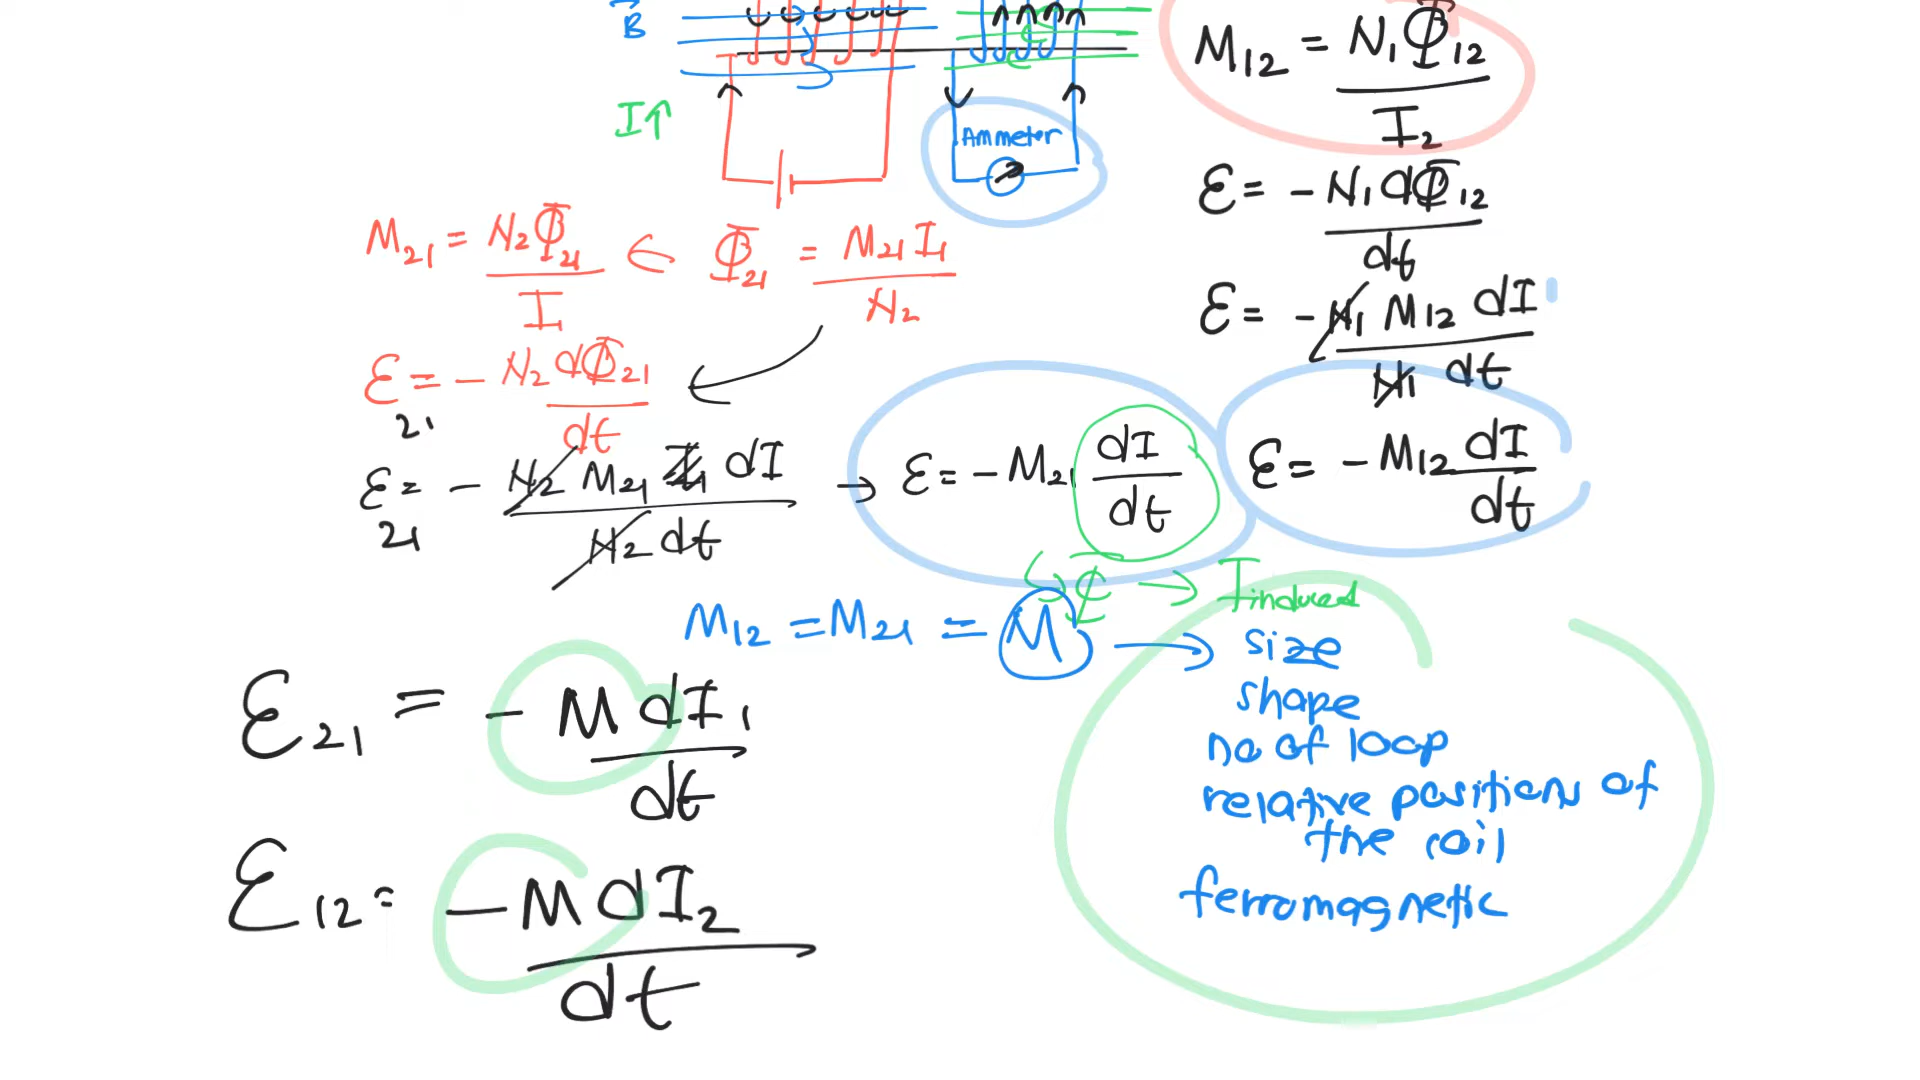 B
I↑
Ammeter
M₁₂ = N₁Φ₁₂ / I₂
ε = - N₁ dΦ₁₂ / dt
ε = - N₁ M₁₂ dI / N₁ dt
ε = - M₁₂ dI / dt
M₂₁ = N₂Φ₂₁ / I ← Φ₂₁ = M₂₁ I₁ / N₂
ε₂₁ = - N₂ dΦ₂₁ / dt
ε₂₁ = - N₂ M₂₁ dI / N₂ dt → ε = - M₂₁ dI / dt
ε → I induced
M₁₂ = M₂₁ = M →
size
shape
no of loop
relative positions of
the coil
ferromagnetic
ε₂₁ = - M dI₁ / dt
ε₁₂ = - M dI₂ / dt